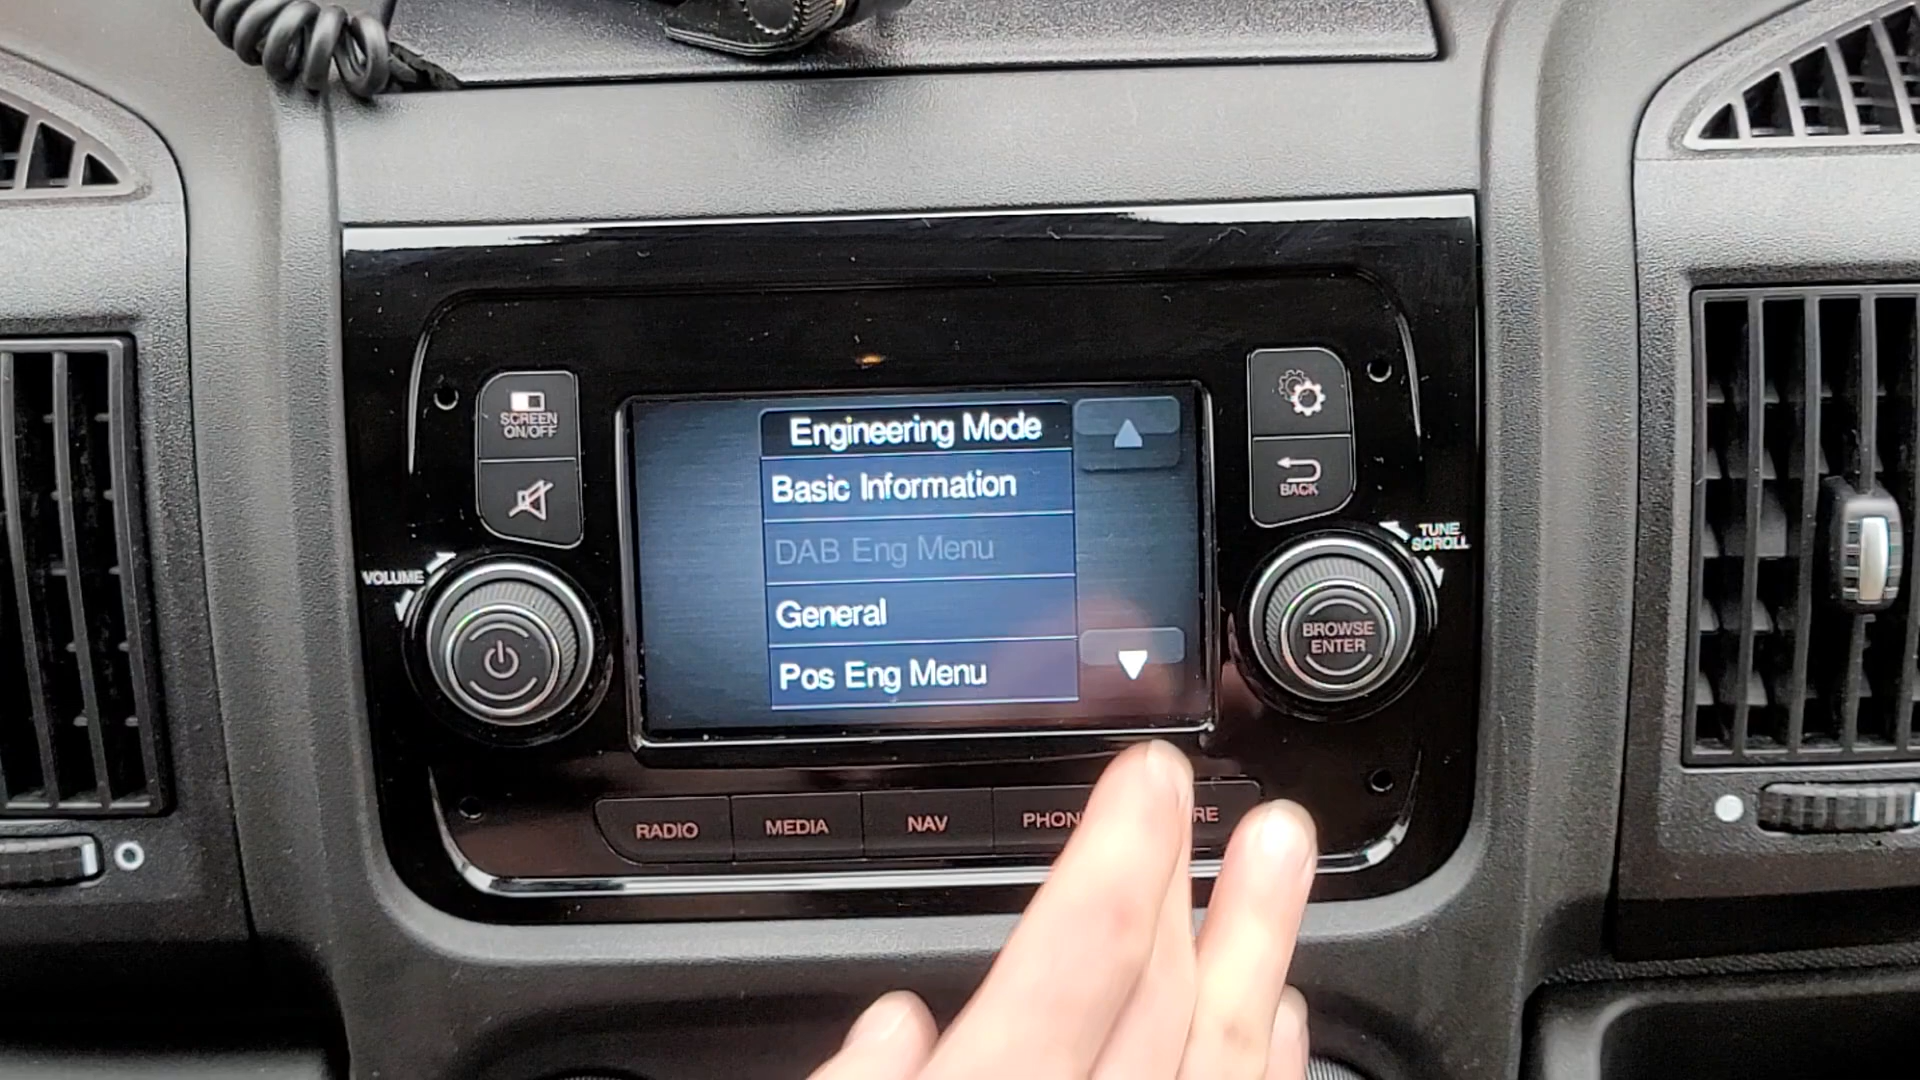 SCREEN
ON/OFF
VOLUME
Engineering Mode
Basic Information
DAB Eng Menu
General
Pos Eng Menu
BACK
TUNE
SCROLL
BROWSE
ENTER
RADIO
MEDIA
NAV